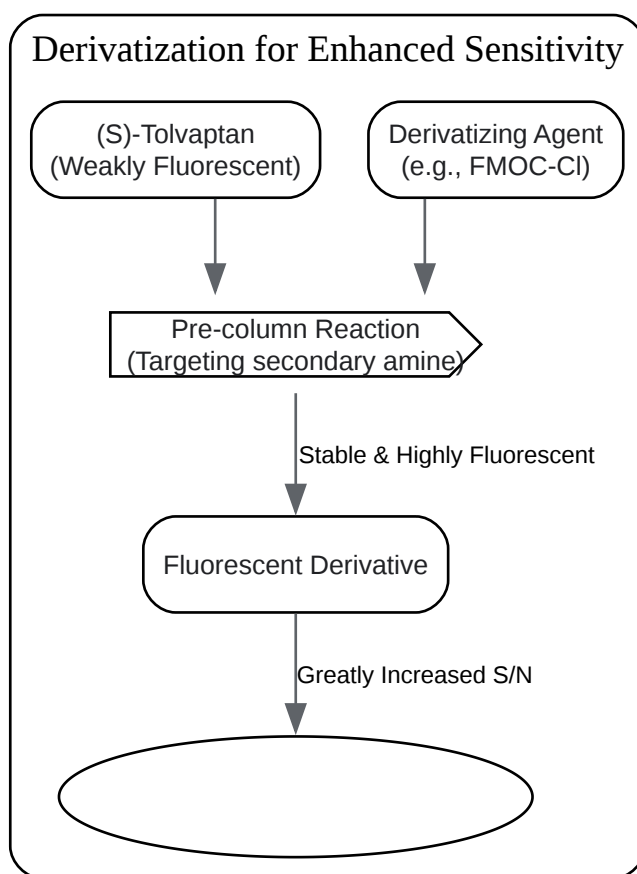 Derivatization for Enhanced Sensitivity
(S)-Tolvaptan
(Weakly Fluorescent)
Derivatizing Agent
(e.g., FMOC-Cl)
Pre-column Reaction
(Targeting secondary amine)
Stable & Highly Fluorescent
Fluorescent Derivative
Greatly Increased S/N